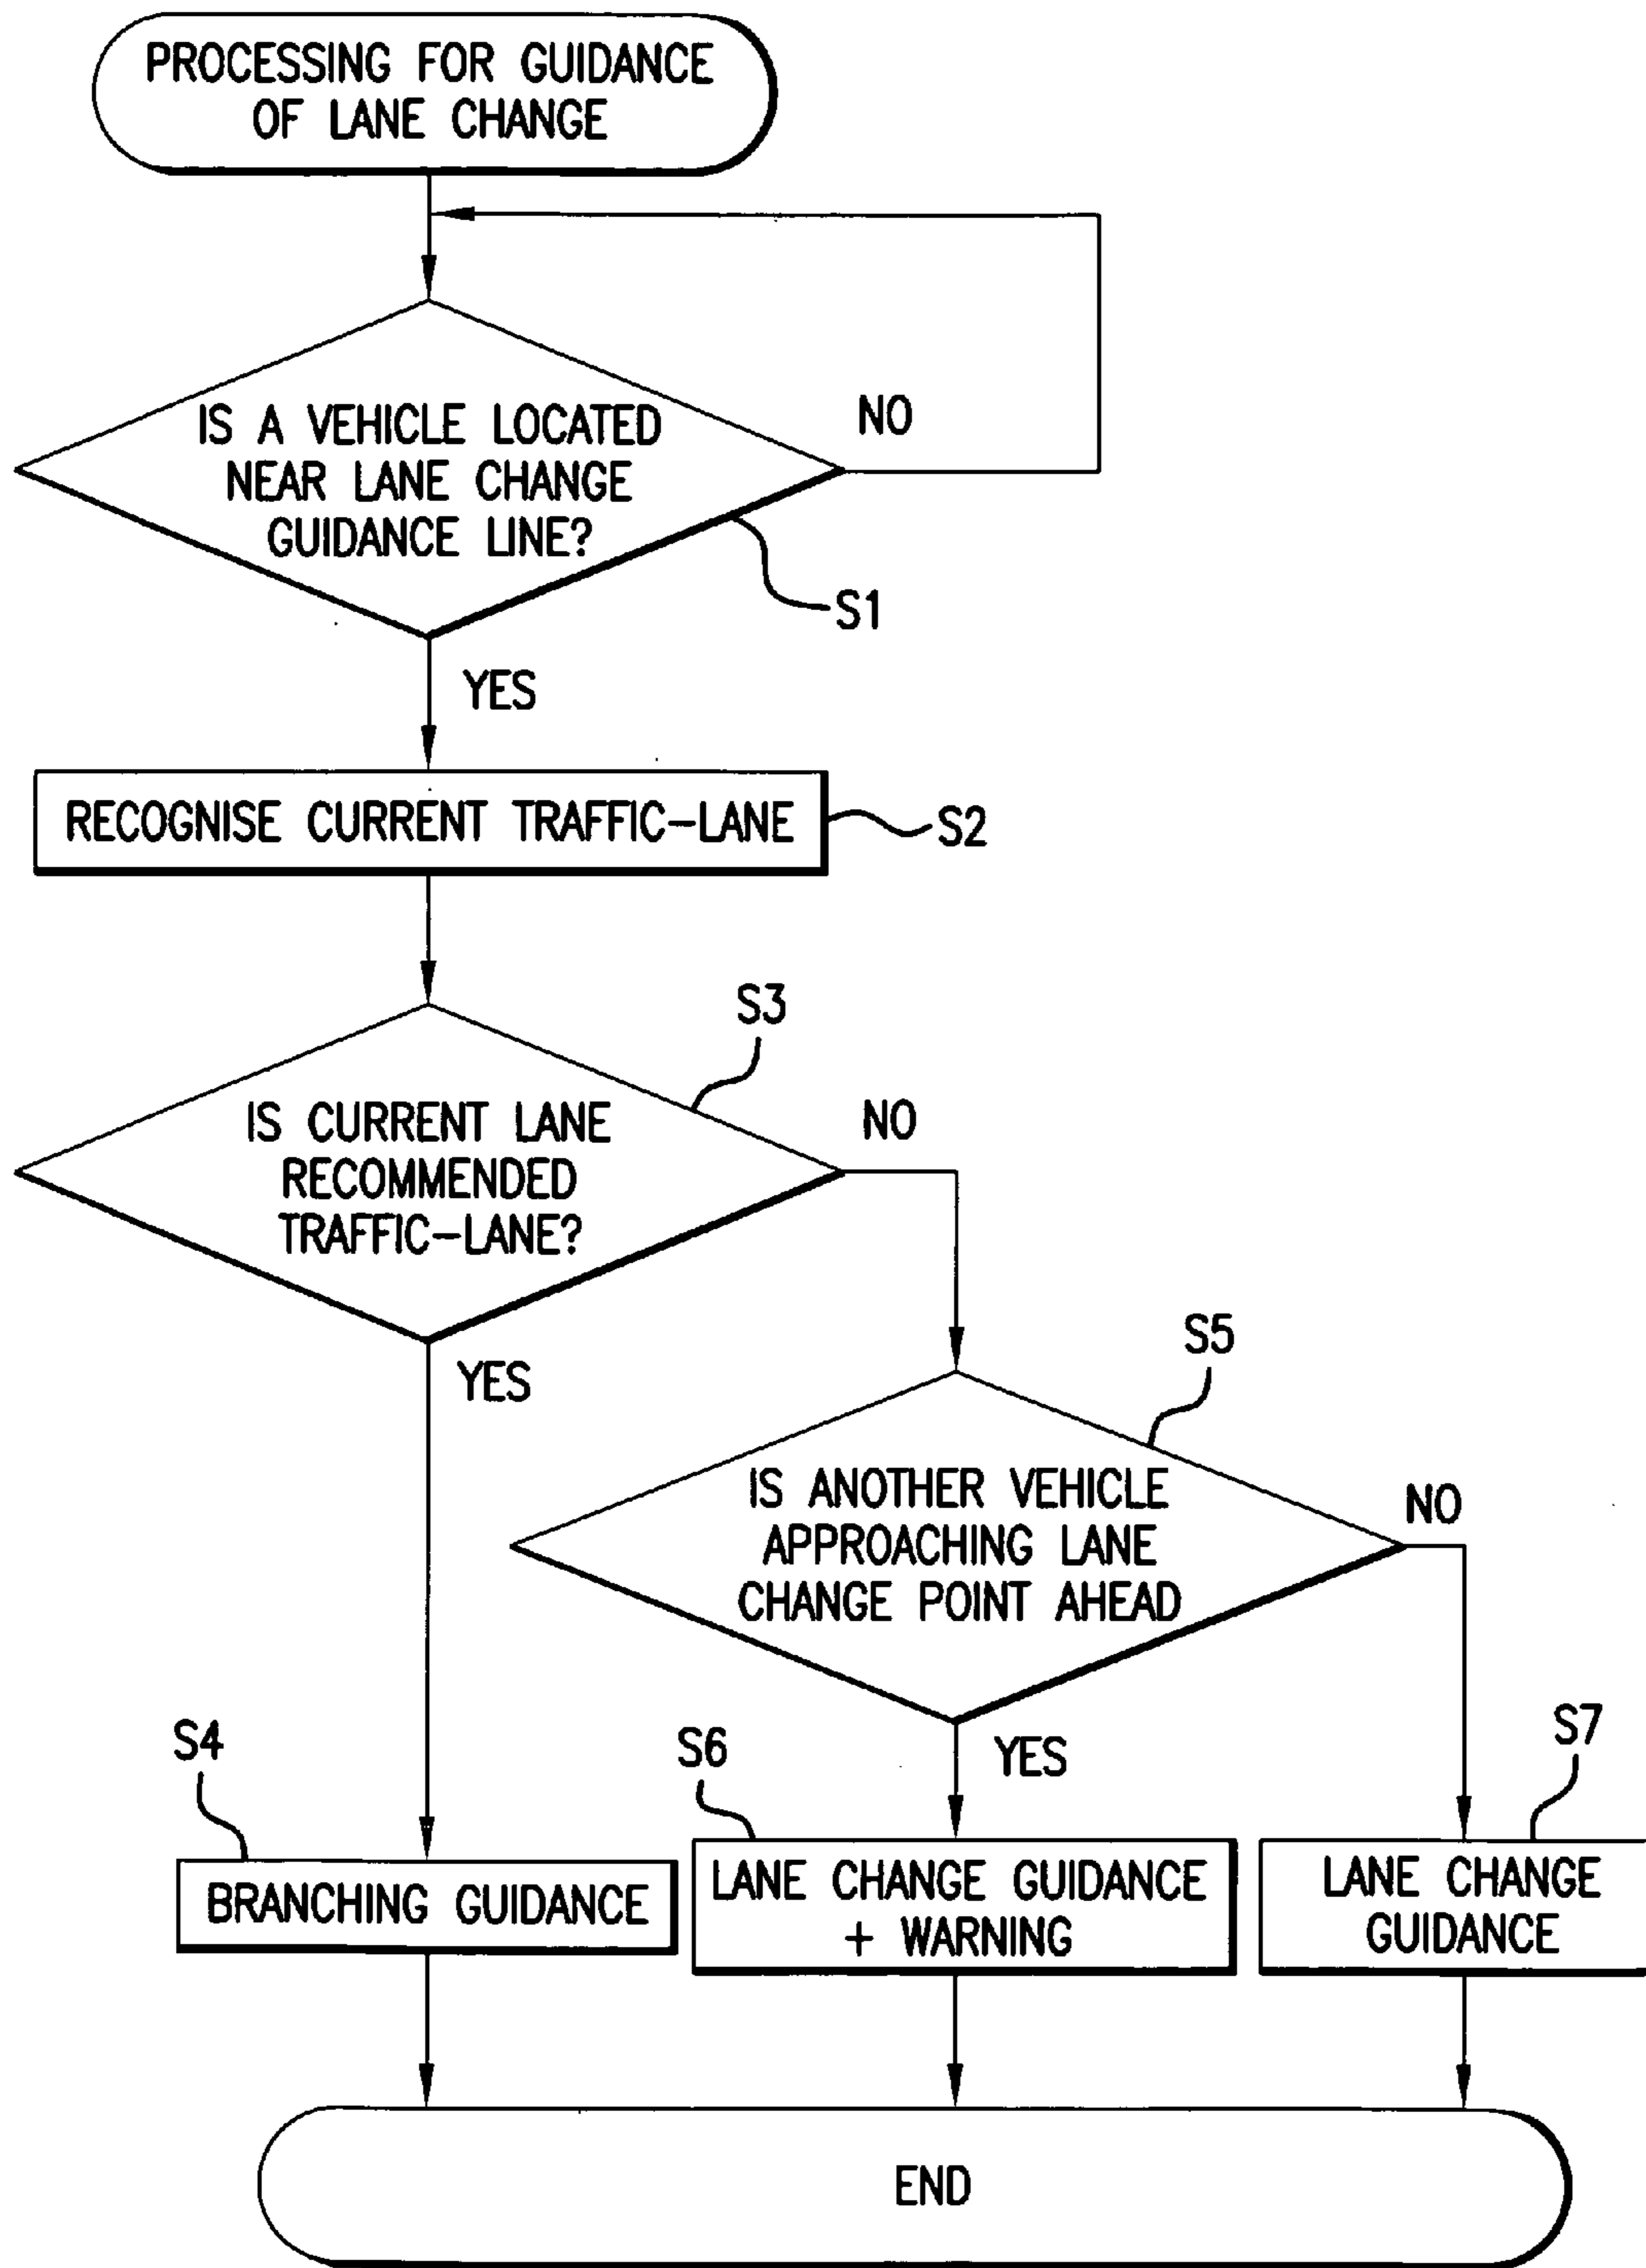 PROCESSING FOR GUIDANCE
OF LANE CHANGE
IS A VEHICLE LOCATED
NEAR LANE CHANGE
GUIDANCE LINE?
NO
S1
YES
RECOGNISE CURRENT TRAFFIC-LANE
S2
S3
IS CURRENT LANE
RECOMMENDED
TRAFFIC-LANE?
NO
YES
S5
IS ANOTHER VEHICLE
APPROACHING LANE
CHANGE POINT AHEAD
NO
YES
S4
BRANCHING GUIDANCE
S6
LANE CHANGE GUIDANCE
+ WARNING
S7
LANE CHANGE
GUIDANCE
END